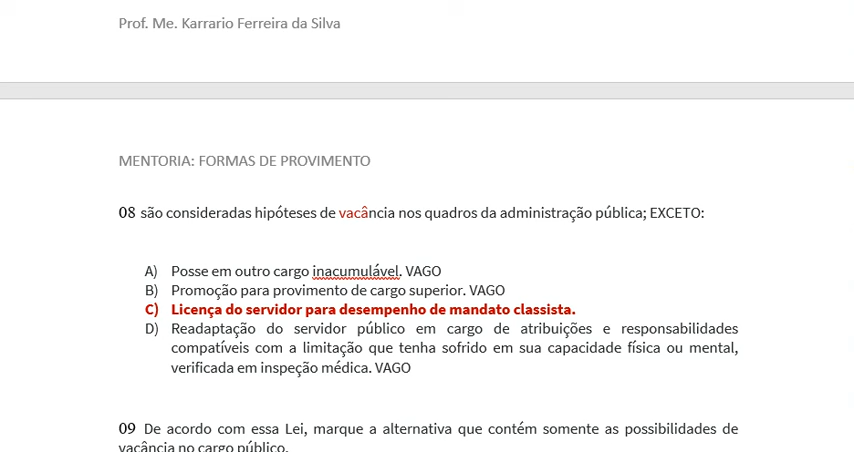 Prof. Me. Karrario Ferreira da Silva
MENTORIA: FORMAS DE PROVIMENTO
08 são consideradas hipóteses de vacância nos quadros da administração pública; EXCETO:
A) Posse em outro cargo inacumulável. VAGO
B) Promoção para provimento de cargo superior. VAGO
C) Licença do servidor para desempenho de mandato classista.
D) Readaptação do servidor público em cargo de atribuições e responsabilidades
compatíveis com a limitação que tenha sofrido em sua capacidade física ou mental,
verificada em inspeção médica. VAGO
09 De acordo com essa Lei, marque a alternativa que contém somente as possibilidades de
vacância no cargo público.